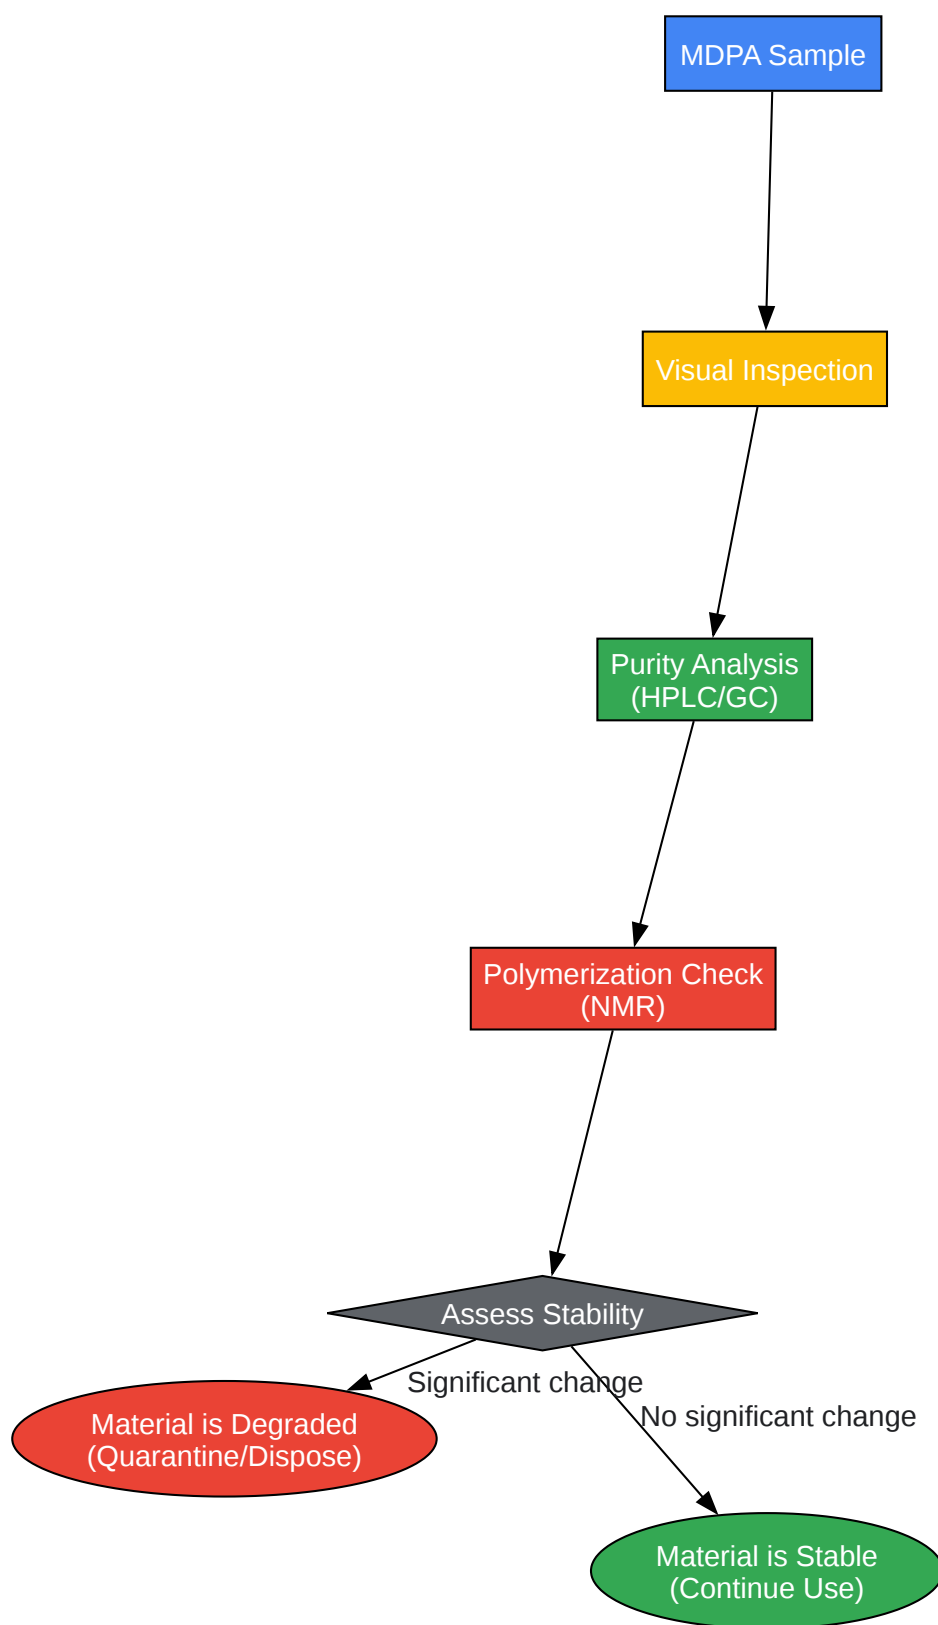 MDPA Sample
Visual Inspection
Purity Analysis
(HPLC/GC)
Polymerization Check
(NMR)
Assess Stability
Significant change
No significant change
Material is Degraded
(Quarantine/Dispose)
Material is Stable
(Continue Use)